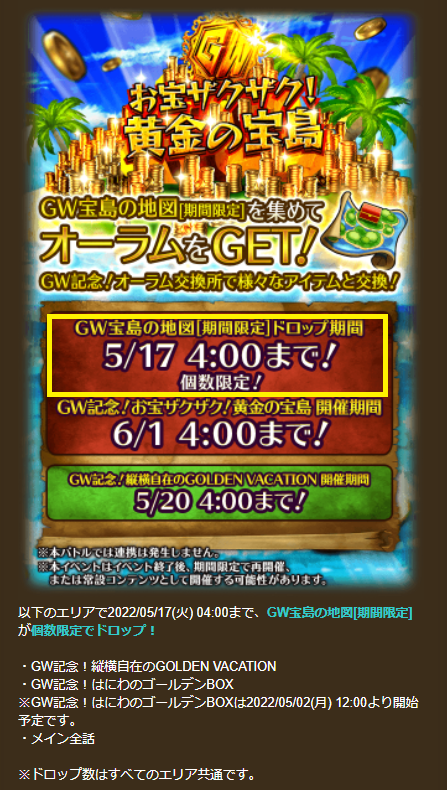 GW
お宝ザクザク!
黄金の宝島
GW宝島の地図[期間限定]を集めて
オーラムをGET!
GW記念!オーラム交換所で様々なアイテムと交換!
GW宝島の地図[期間限定]ドロップ期間
5/17 4:00まで!
個数限定!
GW記念!お宝ザクザク!黄金の宝島 開催期間
6/1 4:00まで!
GW記念!縦横自在のGOLDEN VACATION 開催期間
5/20 4:00まで!
※本バトルでは連携は発生しません。
※本イベントはイベント終了後、期間限定で再開催、
または常設コンテンツとして開催する可能性があります。
以下のエリアで2022/05/17(火) 04:00まで、GW宝島の地図[期間限定]
が個数限定でドロップ！
・GW記念！縦横自在のGOLDEN VACATION
・GW記念！はにわのゴールデンBOX
※GW記念！はにわのゴールデンBOXは2022/05/02(月) 12:00より開始
予定です。
・メイン全話
※ドロップ数はすべてのエリア共通です。